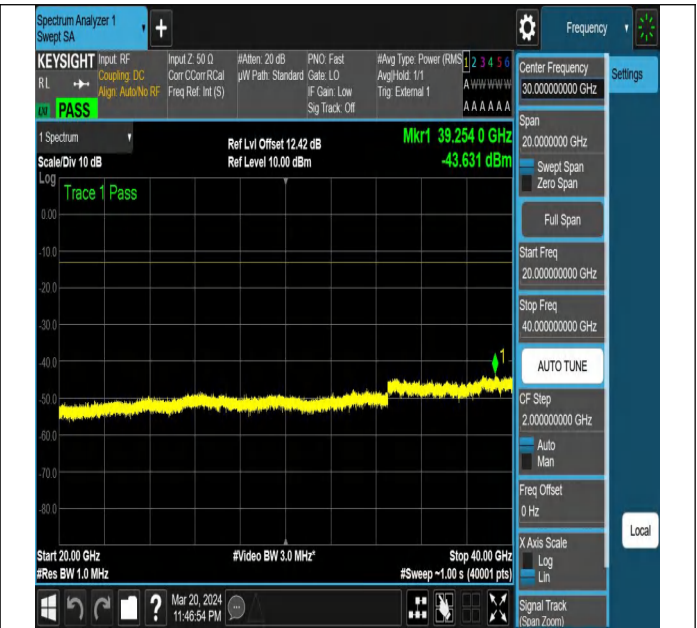 Spectrum Analyzer 1
Swept SA
+
Frequency
KEYSIGHT
RL
PASS
Input: RF
Coupling: DC
Align: Auto/No RF
Input Z: 50 Ω
Corr CCorr RCal
Freq Ref: Int (S)
#Atten: 20 dB
µW Path: Standard
PNO: Fast
Gate: LO
IF Gain: Low
Sig Track: Off
#Avg Type: Power (RMS
Avg|Hold: 1/1
Trig: External 1
1 2 3 4 5 6
A W W W W W
A A A A A A
1 Spectrum
Scale/Div 10 dB
Ref Lvl Offset 12.42 dB
Ref Level 10.00 dBm
Mkr1 39.254 0 GHz
-43.631 dBm
Log
Trace 1 Pass
0.00
-10.0
-20.0
-30.0
-40.0
-50.0
-60.0
-70.0
-80.0
1
Start 20.00 GHz
#Res BW 1.0 MHz
#Video BW 3.0 MHz*
Stop 40.00 GHz
#Sweep ~1.00 s (40001 pts)
?
Mar 20, 2024
11:46:54 PM
Center Frequency
30.000000000 GHz
Settings
Span
20.0000000 GHz
Swept Span
Zero Span
Full Span
Start Freq
20.000000000 GHz
Stop Freq
40.000000000 GHz
AUTO TUNE
CF Step
2.000000000 GHz
Auto
Man
Freq Offset
0 Hz
X Axis Scale
Log
Lin
Local
Signal Track
(Span Zoom)